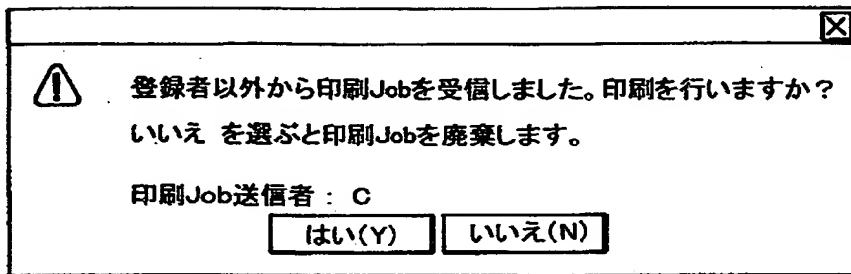 登録者以外から印刷Jobを受信しました。印刷を行いますか？
いいえ を選ぶと印刷Jobを廃棄します。
印刷Job送信者： C
はい(Y) いいえ(N)